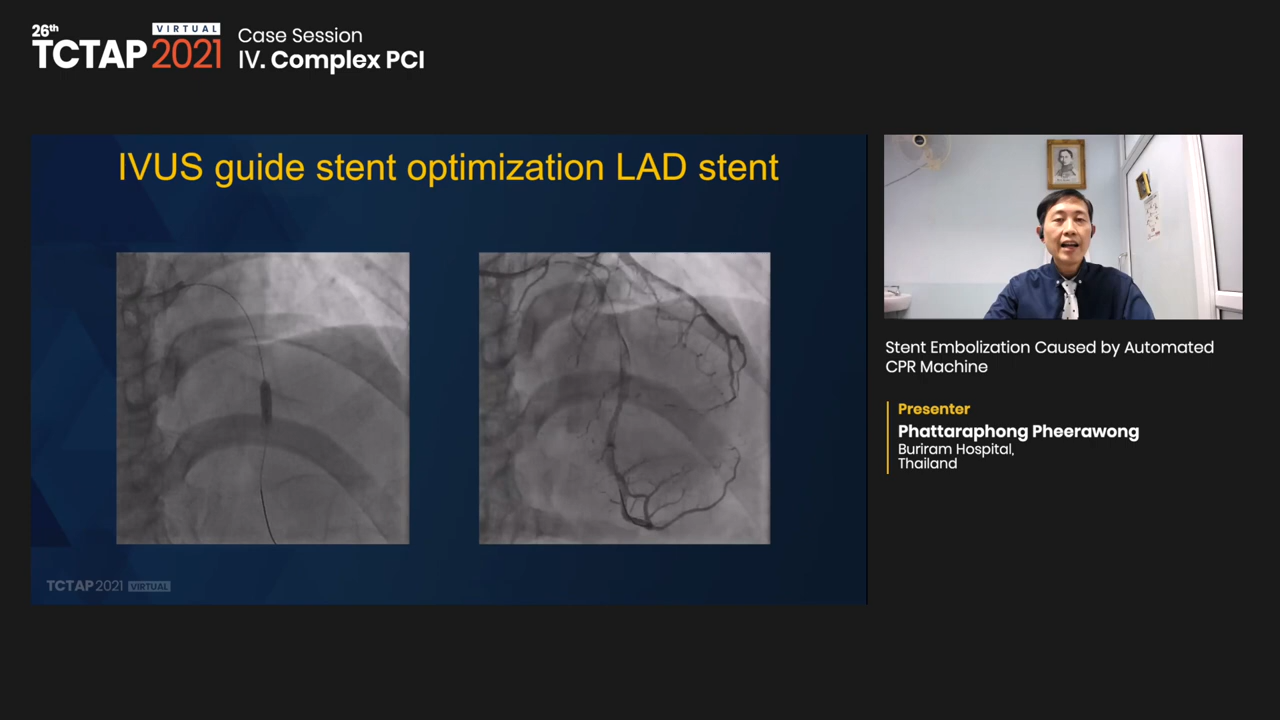 26th
VIRTUAL
TCTAP 2021
Case Session
IV. Complex PCI
IVUS guide stent optimization LAD stent
TCTAP 2021 VIRTUAL
Stent Embolization Caused by Automated
CPR Machine
Presenter
Phattaraphong Pheerawong
Buriram Hospital,
Thailand